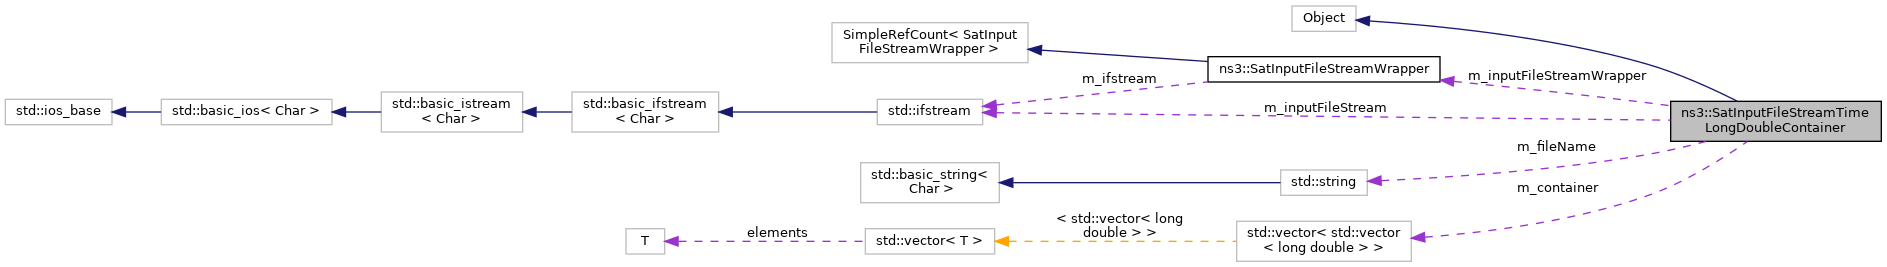 Object
SimpleRefCount< SatInput
FileStreamWrapper >
ns3::SatInputFileStreamWrapper
m_inputFileStreamWrapper
m_ifstream
std::ios_base
std::basic_ios< Char >
std::basic_istream
< Char >
std::basic_ifstream
< Char >
std::ifstream
m_inputFileStream
ns3::SatInputFileStreamTime
LongDoubleContainer
m_fileName
std::basic_string<
Char >
std::string
m_container
T
elements
std::vector< T >
< std::vector< long
double > >
std::vector< std::vector
< long double > >